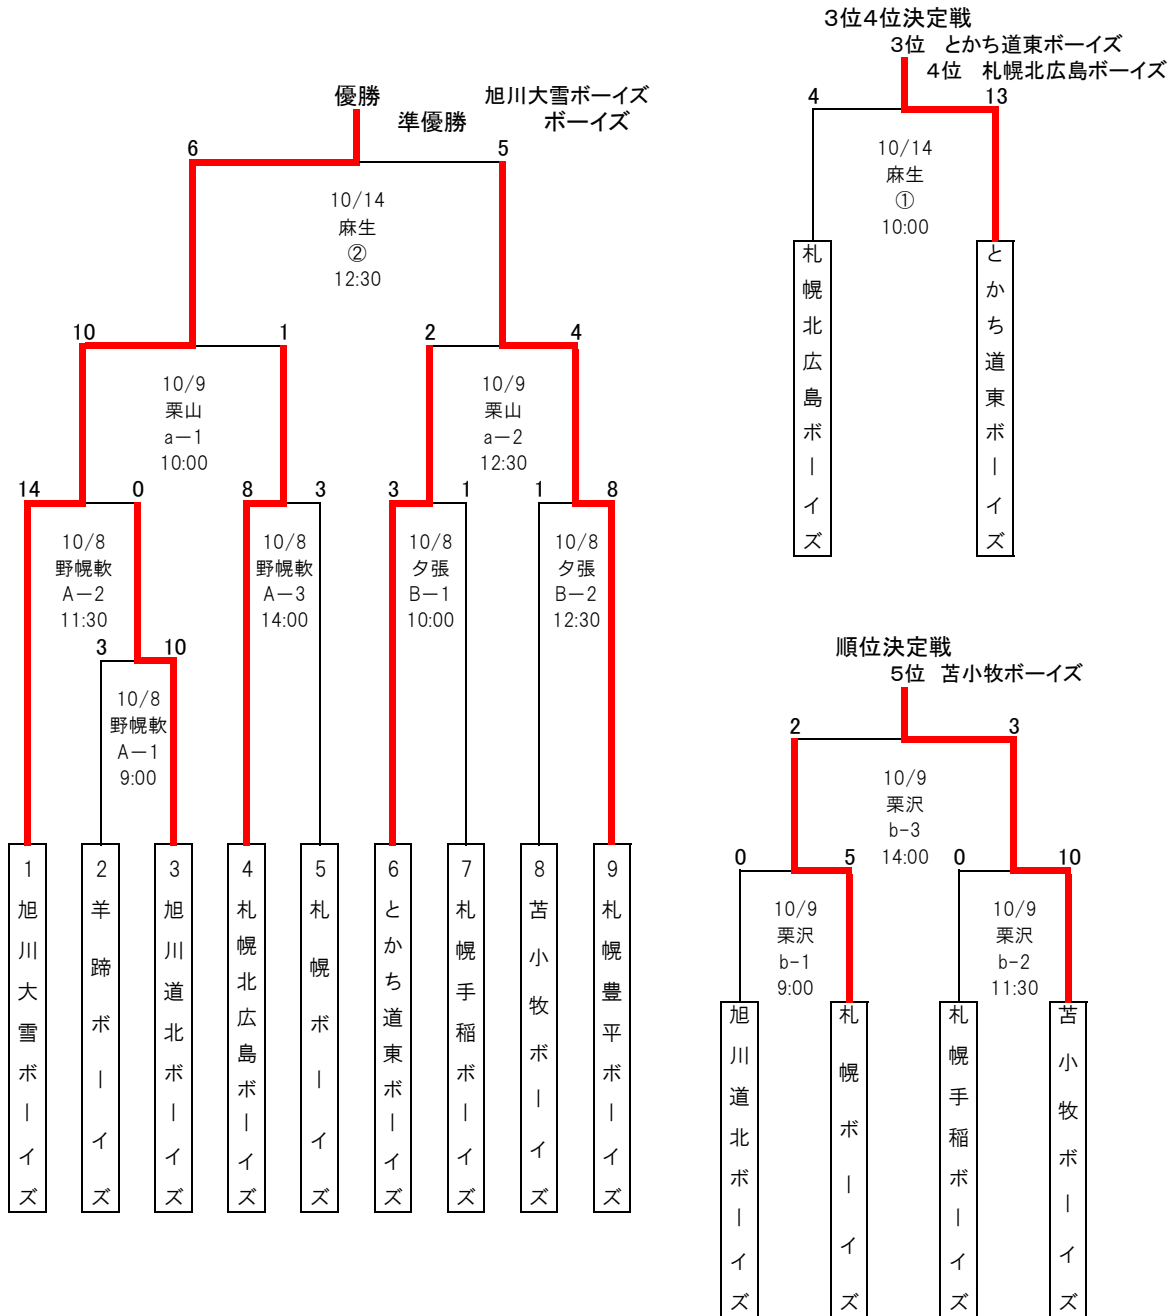 優勝 旭川大雪ボーイズ
準優勝 ボーイズ
6 5
10/14
麻生
②
12:30
10 1 2 4
10/9
栗山
a－1
10:00
10/9
栗山
a－2
12:30
14 0 8 3 3 1 1 8
10/8
野幌軟
A－2
11:30
10/8
野幌軟
A－3
14:00
10/8
夕張
B－1
10:00
10/8
夕張
B－2
12:30
3 10
10/8
野幌軟
A－1
9:00
1 旭川大雪ボーイズ
2 羊蹄ボーイズ
3 旭川道北ボーイズ
4 札幌北広島ボーイズ
5 札幌ボーイズ
6 とかち道東ボーイズ
7 札幌手稲ボーイズ
8 苫小牧ボーイズ
9 札幌豊平ボーイズ
3位4位決定戦
3位 とかち道東ボーイズ
4位 札幌北広島ボーイズ
4 13
10/14
麻生
①
10:00
札幌北広島ボーイズ
とかち道東ボーイズ
順位決定戦
5位 苫小牧ボーイズ
2 3
10/9
栗沢
b-3
14:00
0 5 0 10
10/9
栗沢
b-1
9:00
10/9
栗沢
b-2
11:30
旭川道北ボーイズ
札幌ボーイズ
札幌手稲ボーイズ
苫小牧ボーイズ